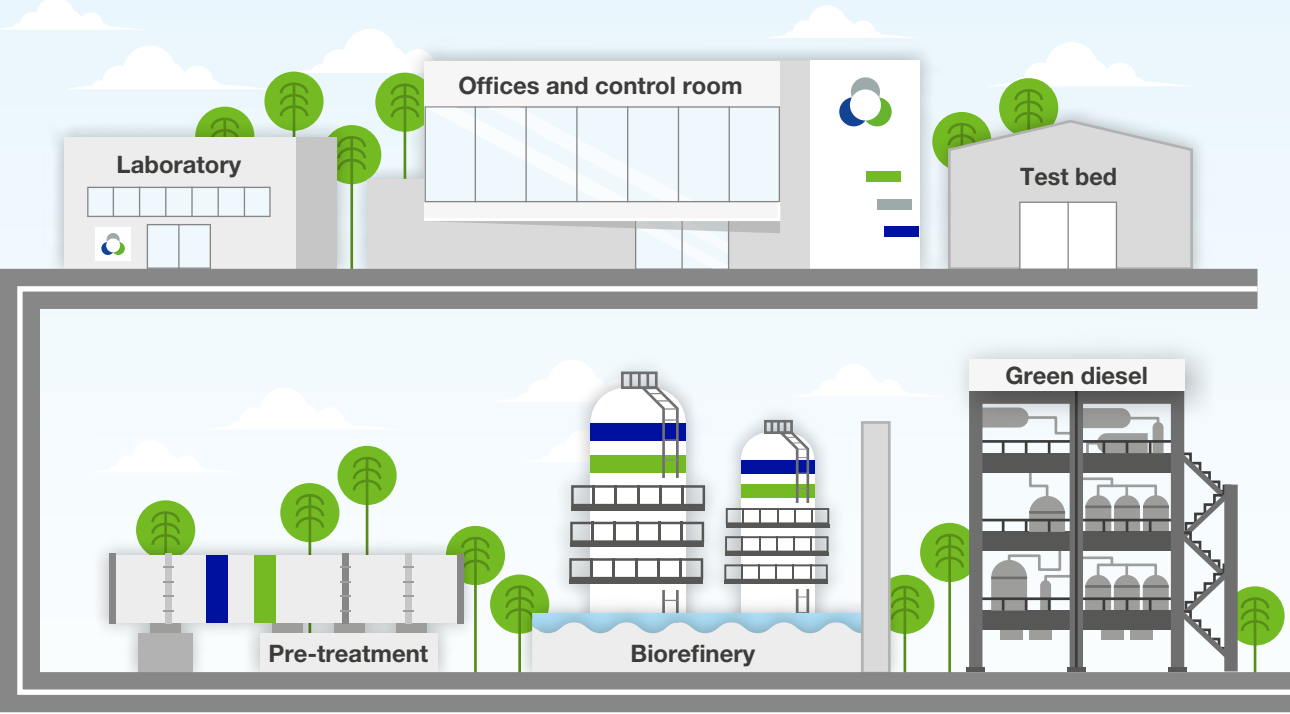 Offices and control room
Laboratory
Test bed
Green diesel
Pre-treatment
Biorefinery